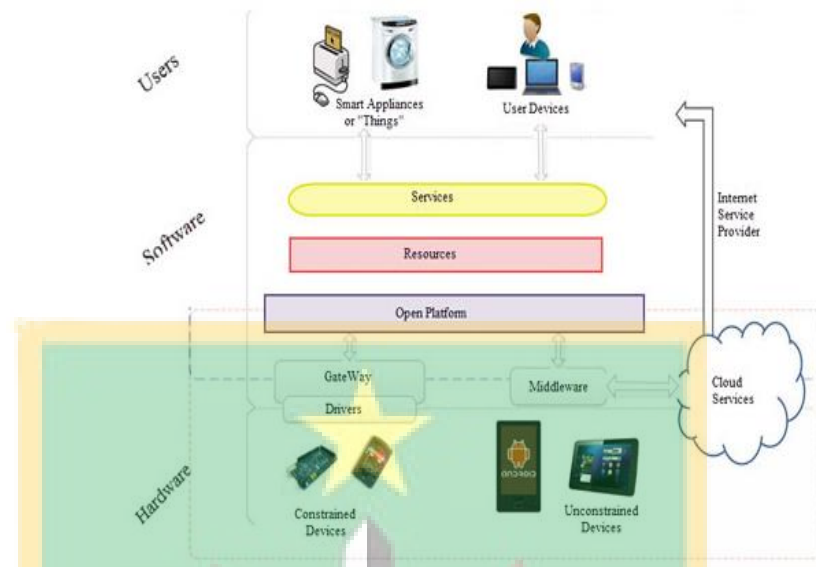 Users
Smart Appliances
or "Things"
User Devices
Software
Services
Internet
Service
Provider
Resources
Open Platform
GateWay
Middleware
Cloud
Services
Drivers
Hardware
ANDROID
Constrained
Devices
Unconstrained
Devices